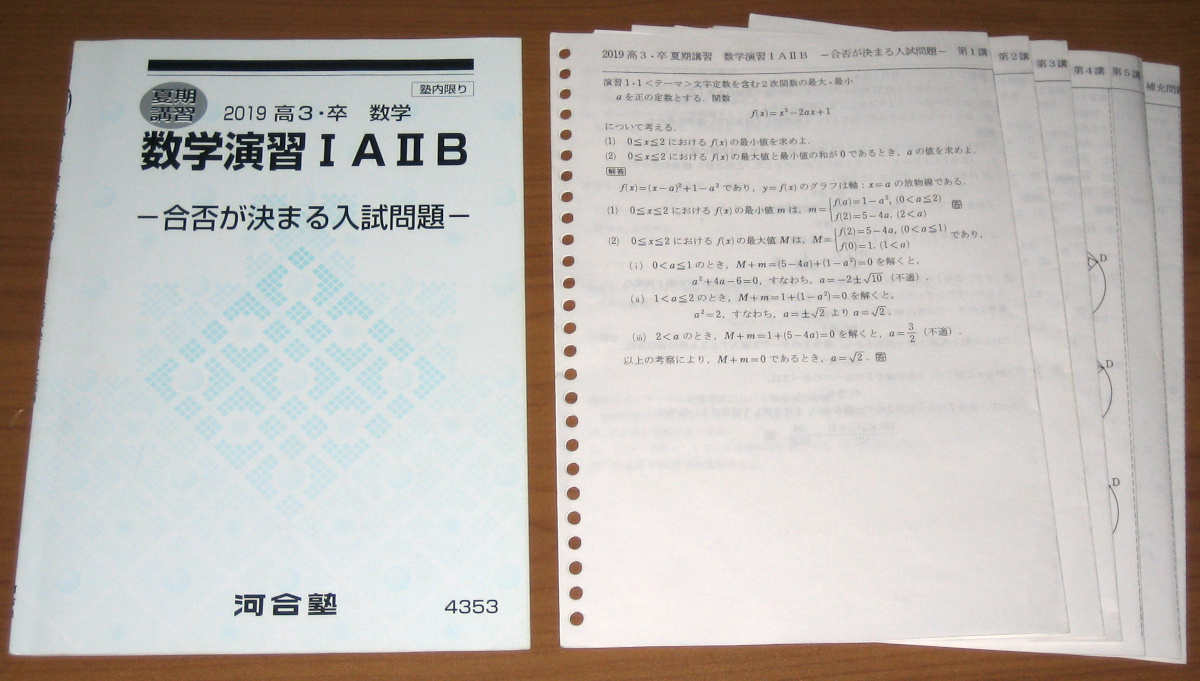 塾内限り
夏期
講習
2019 高3・卒 数学
数学演習ⅠAⅡB
－合否が決まる入試問題－
河合塾
4353
2019 高3・卒 夏期講習 数学演習ⅠAⅡB －合否が決まる入試問題－ 第1講
演習1・1＜テーマ＞文字定数を含む2次関数の最大・最小
aを正の定数とする．関数
f(x)=x²−2ax+1
について考える．
(1) 0≦x≦2における f(x)の最小値を求めよ．
(2) 0≦x≦2における f(x)の最大値と最小値の和が0であるとき，aの値を求めよ．
解答
f(x)=(x−a)²+1−a²であり，y=f(x)のグラフは軸：x=aの放物線である．
(1) 0≦x≦2における f(x)の最小値mは，m={f(a)=1−a², (0<a≦2)
f(2)=5−4a. (2<a) 答
(2) 0≦x≦2における f(x)の最大値Mは，M={f(2)=5−4a, (0<a≦1)
f(0)=1. (1<a) であり，
(ⅰ) 0<a≦1のとき，M+m=(5−4a)+(1−a²)=0を解くと，
a²+4a−6=0，すなわち，a=−2±√10（不適）．
(ⅱ) 1<a≦2のとき，M+m=1+(1−a²)=0を解くと，
a²=2，すなわち，a=±√2 より a=√2．
(ⅲ) 2<aのとき，M+m=1+(5−4a)=0を解くと，a=3/2（不適）．
以上の考察により，M+m=0であるとき，a=√2．答
第2講
第3講
第4講
第5講
補充問題
D
D
D